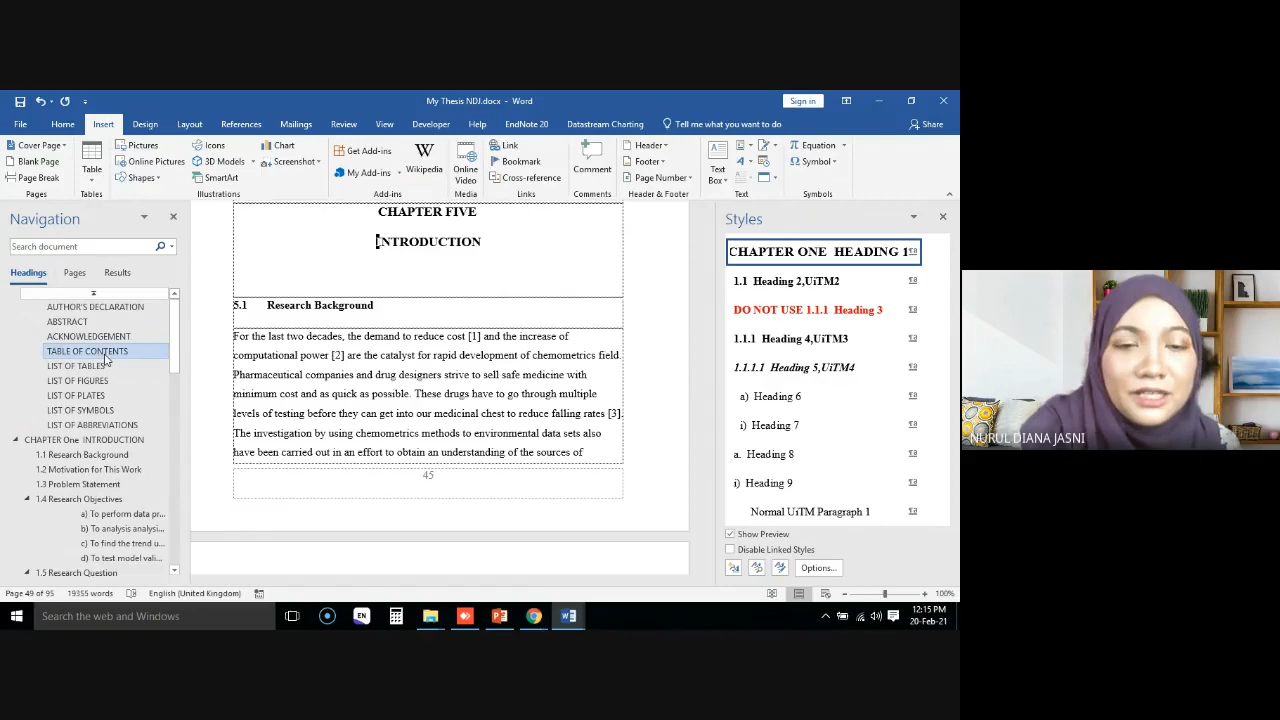 My Thesis NDJ.docx - Word
Sign in
File Home Insert Design Layout References Mailings Review View Developer Help EndNote 20 Datastream Charting Tell me what you want to do Share
Cover Page
Blank Page
Page Break
Pages
Table
Tables
Pictures
Online Pictures
Shapes
Icons
3D Models
SmartArt
Chart
Screenshot
Illustrations
Get Add-ins
My Add-ins
Wikipedia
Add-ins
Online Video
Media
Link
Bookmark
Cross-reference
Links
Comment
Comments
Header
Footer
Page Number
Header & Footer
Text Box
Text
Equation
Symbol
Symbols
Navigation
Search document
Headings Pages Results
AUTHOR'S DECLARATION
ABSTRACT
ACKNOWLEDGEMENT
TABLE OF CONTENTS
LIST OF TABLES
LIST OF FIGURES
LIST OF PLATES
LIST OF SYMBOLS
LIST OF ABBREVIATIONS
CHAPTER One INTRODUCTION
1.1 Research Background
1.2 Motivation for This Work
1.3 Problem Statement
1.4 Research Objectives
a) To perform data pr...
b) To analysis analysi...
c) To find the trend u...
d) To test model vali...
1.5 Research Question
CHAPTER FIVE
INTRODUCTION
5.1 Research Background
For the last two decades, the demand to reduce cost [1] and the increase of
computational power [2] are the catalyst for rapid development of chemometrics field.
Pharmaceutical companies and drug designers strive to sell safe medicine with
minimum cost and as quick as possible. These drugs have to go through multiple
levels of testing before they can get into our medicinal chest to reduce falling rates [3].
The investigation by using chemometrics methods to environmental data sets also
have been carried out in an effort to obtain an understanding of the sources of
45
Styles
CHAPTER ONE HEADING 1
1.1 Heading 2,UiTM2
DO NOT USE 1.1.1 Heading 3
1.1.1 Heading 4,UiTM3
1.1.1.1 Heading 5,UiTM4
a) Heading 6
i) Heading 7
a. Heading 8
i) Heading 9
Normal UiTM Paragraph 1
Show Preview
Disable Linked Styles
Options...
NURUL DIANA JASNI
Page 49 of 95 19355 words English (United Kingdom) 100%
Search the web and Windows
EN
12:15 PM
20-Feb-21